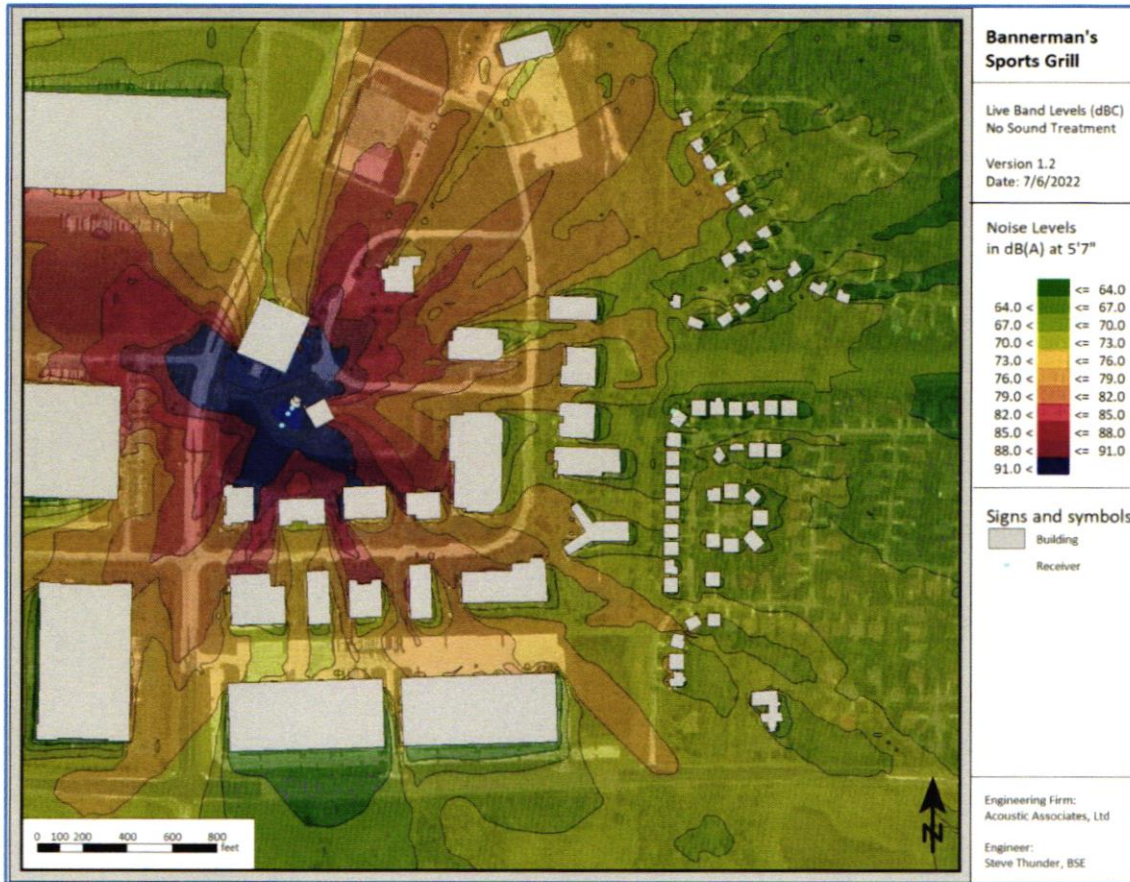 Bannerman's
Sports Grill
Live Band Levels (dBC)
No Sound Treatment
Version 1.2
Date: 7/6/2022
Noise Levels
in dB(A) at 5'7"
<= 64.0
64.0 < <= 67.0
67.0 < <= 70.0
70.0 < <= 73.0
73.0 < <= 76.0
76.0 < <= 79.0
79.0 < <= 82.0
82.0 < <= 85.0
85.0 < <= 88.0
88.0 < <= 91.0
91.0 <
Signs and symbols
Building
Receiver
0 100 200 400 600 800
feet
N
Engineering Firm:
Acoustic Associates, Ltd
Engineer:
Steve Thunder, BSE